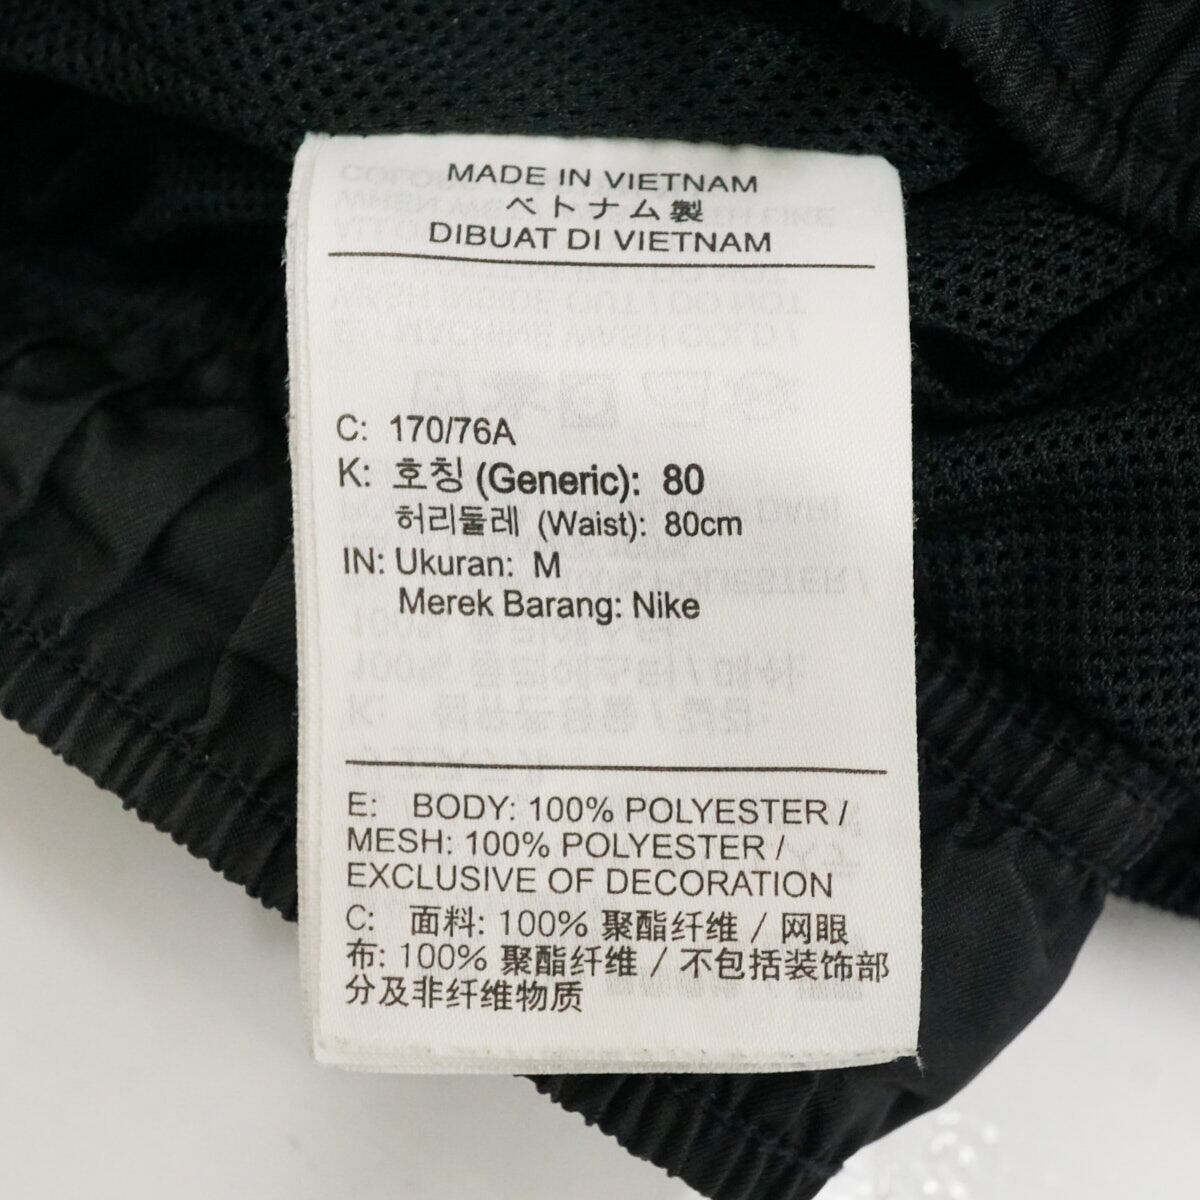 MADE IN VIETNAM
ベトナム製
DIBUAT DI VIETNAM
C: 170/76A
K: 호칭 (Generic): 80
허리둘레 (Waist): 80cm
IN: Ukuran: M
Merek Barang: Nike
E: BODY: 100% POLYESTER /
MESH: 100% POLYESTER /
EXCLUSIVE OF DECORATION
C: 面料: 100% 聚酯纤维 / 网眼
布: 100% 聚酯纤维 / 不包括装饰部
分及非纤维物质